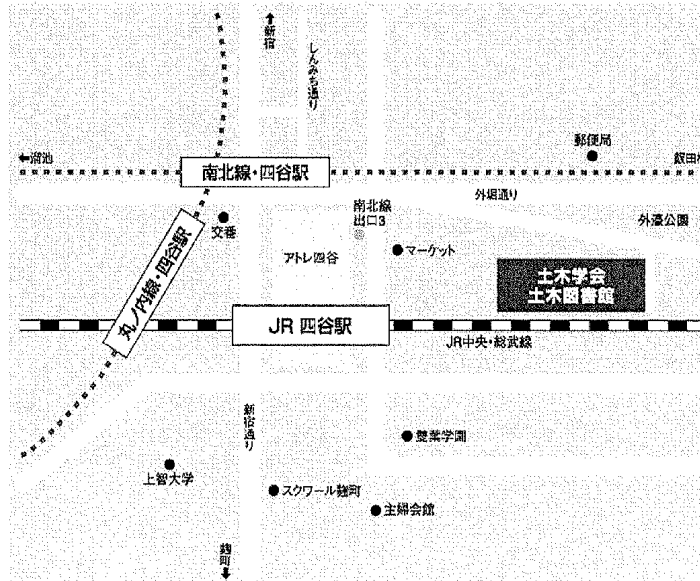 ↑新宿
しんみち通り
←溜池
南北線・四谷駅
郵便局
飯田橋
外堀通り
交番
南北線
出口3
外濠公園
アトレ四谷
マーケット
丸ノ内線・四谷駅
土木学会
土木図書館
JR 四谷駅
JR中央・総武線
新宿通り
雙葉学園
上智大学
スクワール麹町
主婦会館
麹町↓